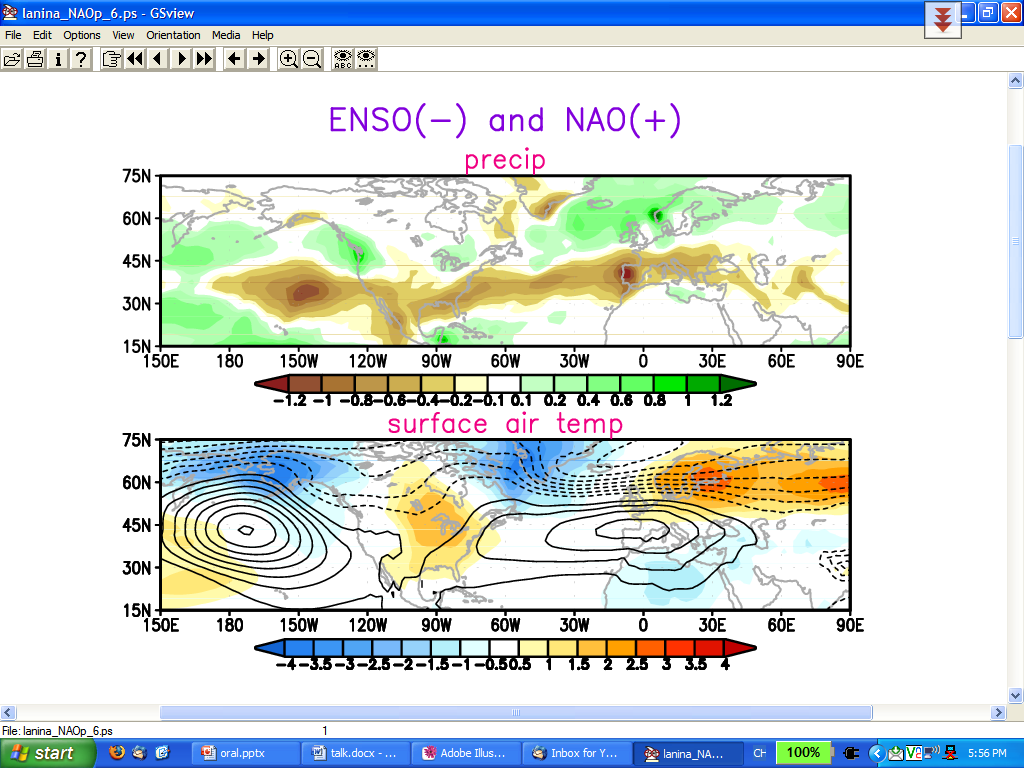 lanina_NAOp_6.ps - GSview
File Edit Options View Orientation Media Help
ABC
ENSO(−) and NAO(+)
precip
75N
60N
45N
30N
15N
150E 180 150W 120W 90W 60W 30W 0 30E 60E 90E
−1.2 −1 −0.8 −0.6 −0.4 −0.2 −0.1 0.1 0.2 0.4 0.6 0.8 1 1.2
surface air temp
75N
60N
45N
30N
15N
150E 180 150W 120W 90W 60W 30W 0 30E 60E 90E
−4 −3.5 −3 −2.5 −2 −1.5 −1 −0.5 0.5 1 1.5 2 2.5 3 3.5 4
File: lanina_NAOp_6.ps 1
start oral.pptx talk.docx - ... Adobe Illus... Inbox for Y... lanina_NA... CH 100% 5:56 PM